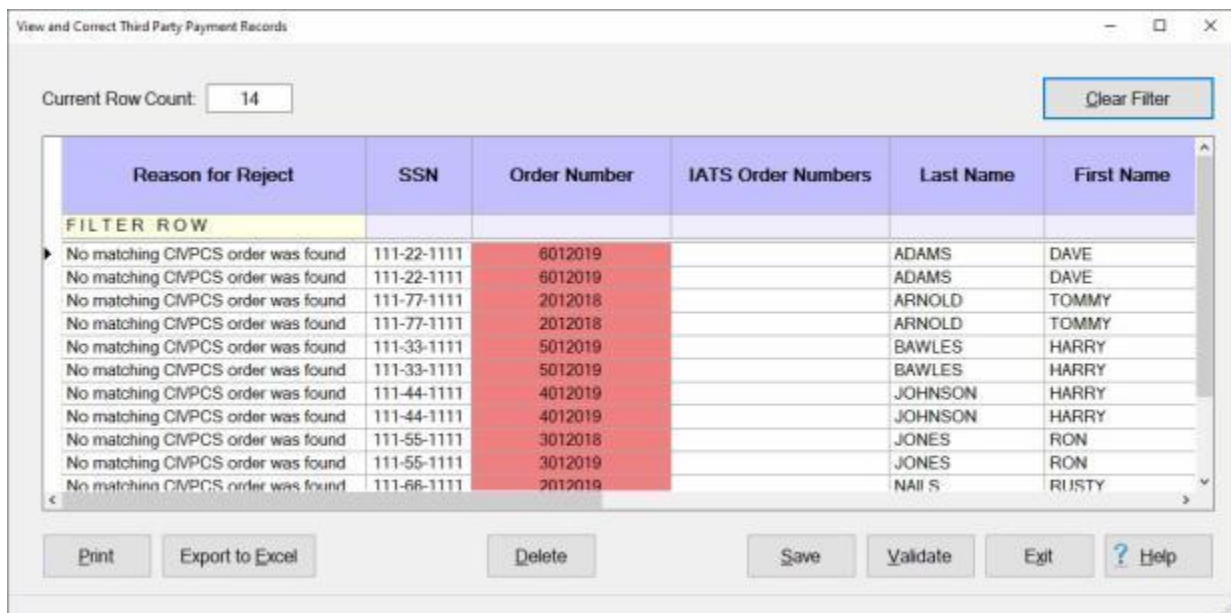 View and Correct Third Party Payment Records
Current Row Count: 14 Clear Filter
Reason for Reject SSN Order Number IATS Order Numbers Last Name First Name
FILTER ROW
No matching CIVPCS order was found 111-22-1111 6012019 ADAMS DAVE
No matching CIVPCS order was found 111-22-1111 6012019 ADAMS DAVE
No matching CIVPCS order was found 111-77-1111 2012018 ARNOLD TOMMY
No matching CIVPCS order was found 111-77-1111 2012018 ARNOLD TOMMY
No matching CIVPCS order was found 111-33-1111 5012019 BAWLES HARRY
No matching CIVPCS order was found 111-33-1111 5012019 BAWLES HARRY
No matching CIVPCS order was found 111-44-1111 4012019 JOHNSON HARRY
No matching CIVPCS order was found 111-44-1111 4012019 JOHNSON HARRY
No matching CIVPCS order was found 111-55-1111 3012018 JONES RON
No matching CIVPCS order was found 111-55-1111 3012019 JONES RON
No matching CIVPCS order was found 111-66-1111 2012019 NAILS RUSTY
Print Export to Excel Delete Save Validate Exit ? Help